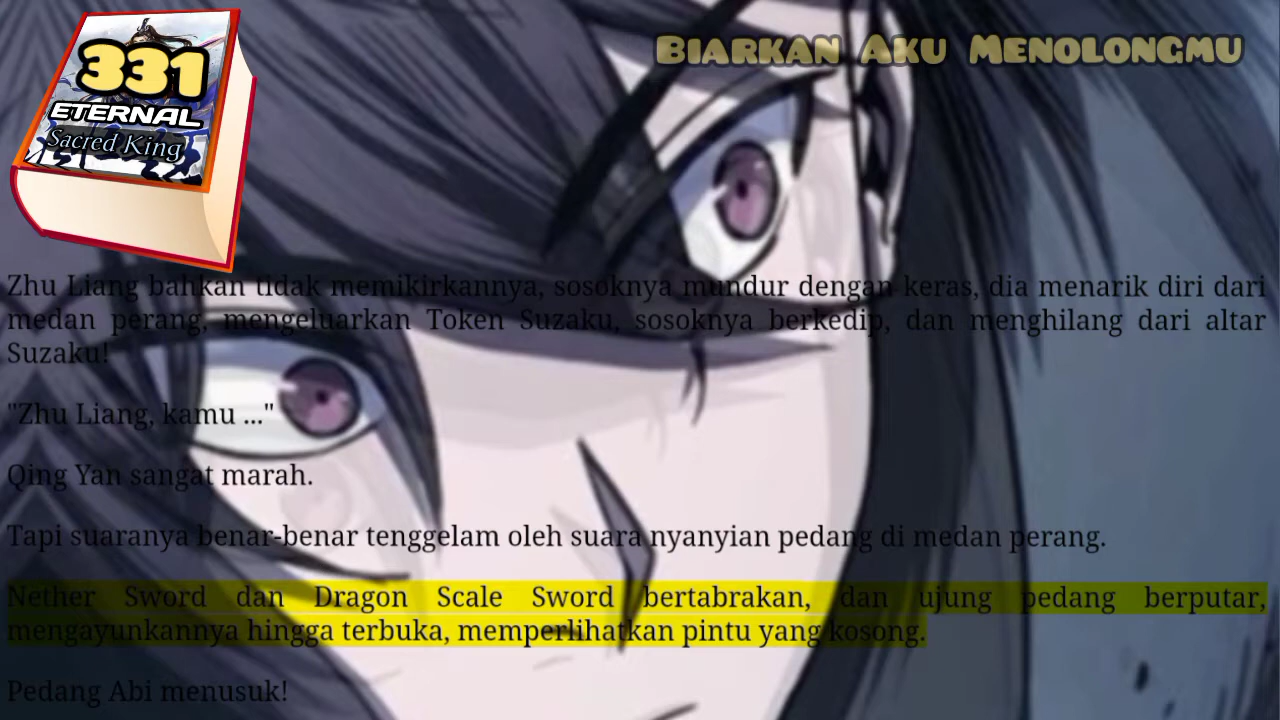 331
ETERNAL
Sacred King
BIARKAN AKU MENOLONGMU
Zhu Liang bahkan tidak memikirkannya, sosoknya mundur dengan keras, dia menarik diri dari
medan perang, mengeluarkan Token Suzaku, sosoknya berkedip, dan menghilang dari altar
Suzaku!
"Zhu Liang, kamu ..."
Qing Yan sangat marah.
Tapi suaranya benar-benar tenggelam oleh suara nyanyian pedang di medan perang.
Nether Sword dan Dragon Scale Sword bertabrakan, dan ujung pedang berputar,
mengayunkannya hingga terbuka, memperlihatkan pintu yang kosong.
Pedang Abi menusuk!